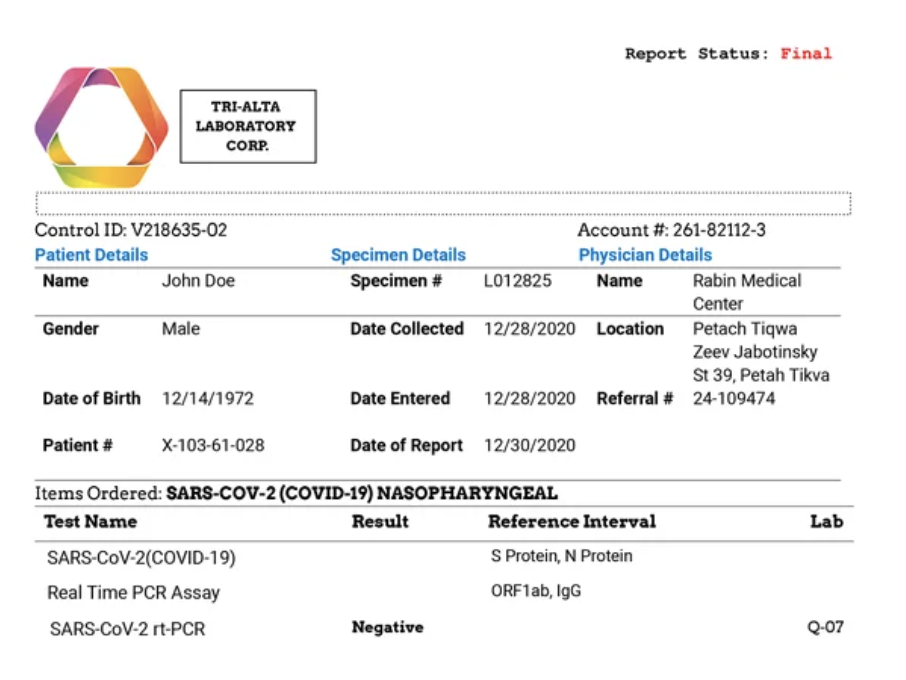 Report Status: Final
TRI-ALTA
LABORATORY
CORP.
Control ID: V218635-02 Account #: 261-82112-3
Patient Details Specimen Details Physician Details
Name John Doe Specimen # L012825 Name Rabin Medical
Center
Gender Male Date Collected 12/28/2020 Location Petach Tiqwa
Zeev Jabotinsky
St 39, Petah Tikva
Date of Birth 12/14/1972 Date Entered 12/28/2020 Referral # 24-109474
Patient # X-103-61-028 Date of Report 12/30/2020
Items Ordered: SARS-COV-2 (COVID-19) NASOPHARYNGEAL
Test Name Result Reference Interval Lab
SARS-CoV-2(COVID-19) S Protein, N Protein
Real Time PCR Assay ORF1ab, IgG
SARS-CoV-2 rt-PCR Negative Q-07